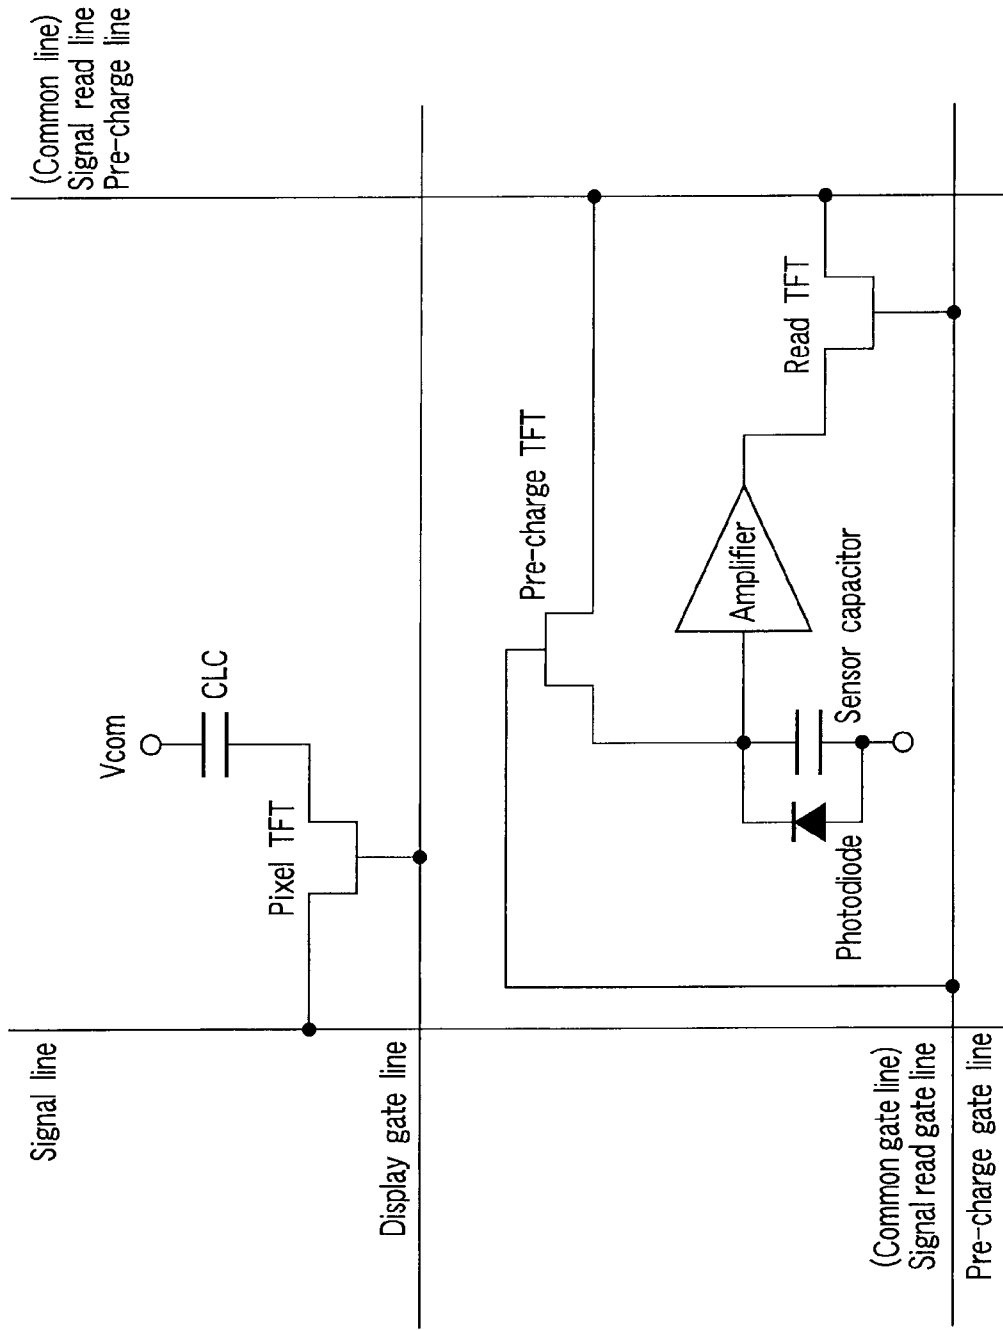 Signal line
(Common line)
Signal read line
Pre-charge line
Vcom
CLC
Pixel TFT
Display gate line
Pre-charge TFT
Read TFT
Amplifier
Photodiode
Sensor capacitor
(Common gate line)
Signal read gate line
Pre-charge gate line